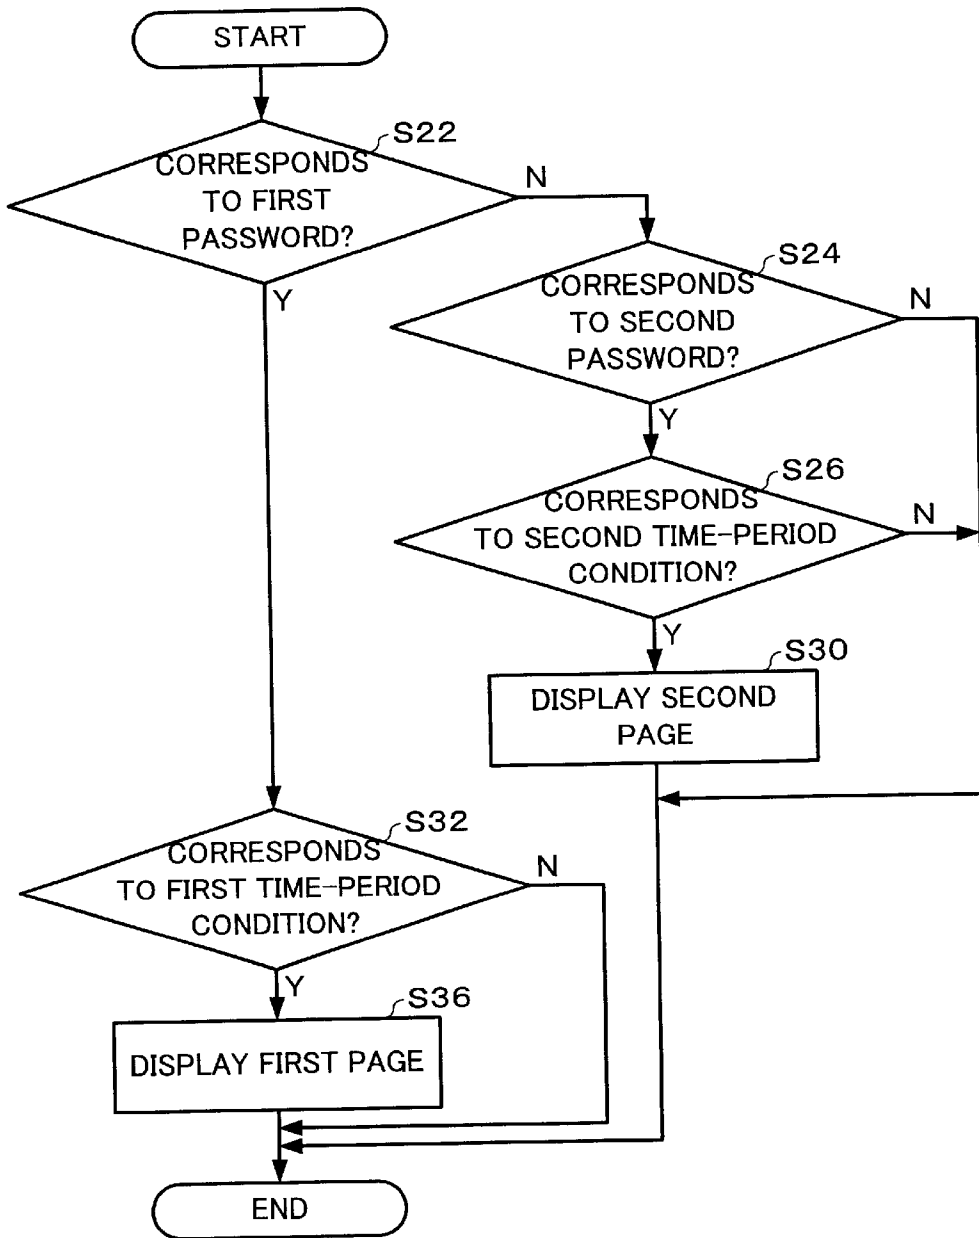 START
S22
CORRESPONDS
TO FIRST
PASSWORD?
N
Y
S24
CORRESPONDS
TO SECOND
PASSWORD?
N
Y
S26
CORRESPONDS
TO SECOND TIME-PERIOD
CONDITION?
N
Y
S30
DISPLAY SECOND
PAGE
S32
CORRESPONDS
TO FIRST TIME-PERIOD
CONDITION?
N
Y
S36
DISPLAY FIRST PAGE
END